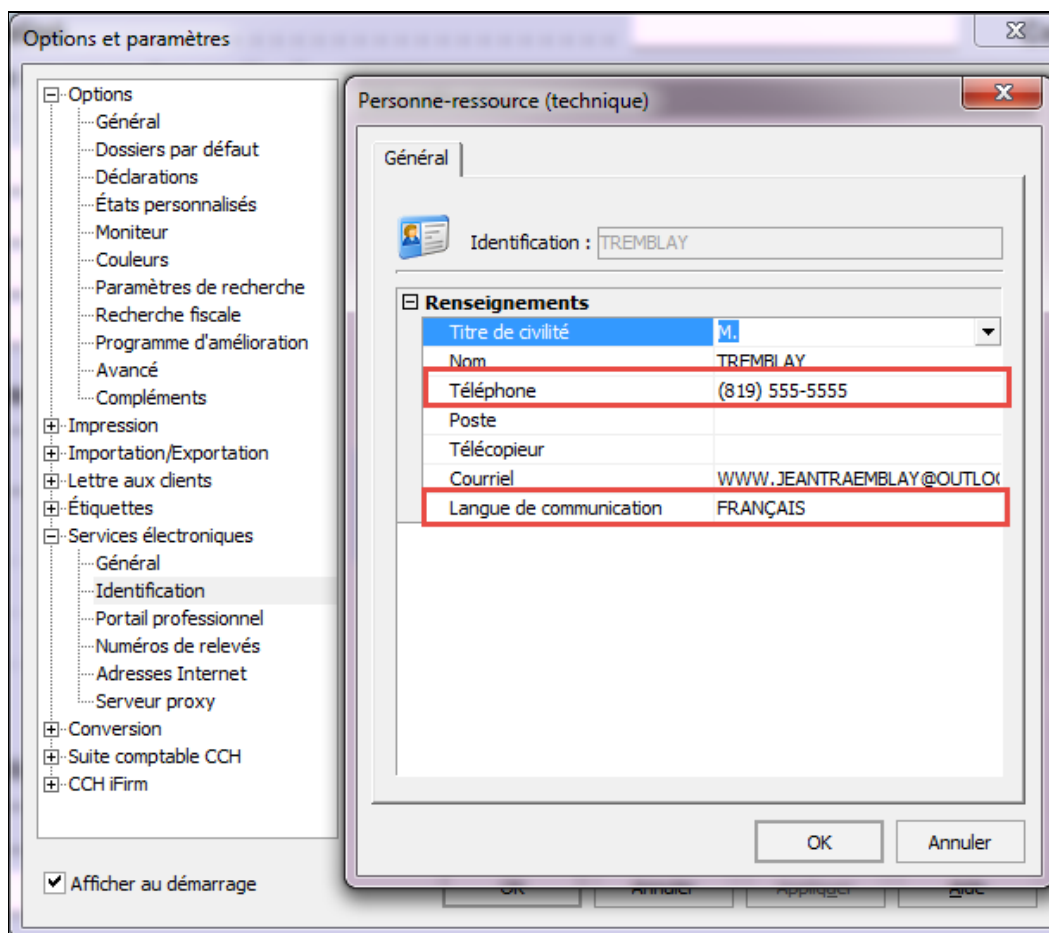 Options et paramètres
Options
Général
Dossiers par défaut
Déclarations
États personnalisés
Moniteur
Couleurs
Paramètres de recherche
Recherche fiscale
Programme d'amélioration
Avancé
Compléments
Impression
Importation/Exportation
Lettre aux clients
Étiquettes
Services électroniques
Général
Identification
Portail professionnel
Numéros de relevés
Adresses Internet
Serveur proxy
Conversion
Suite comptable CCH
CCH iFirm
Afficher au démarrage
Personne-ressource (technique)
Général
Identification : TREMBLAY
Renseignements
Titre de civilité M.
Nom TREMBLAY
Téléphone (819) 555-5555
Poste
Télécopieur
Courriel WWW.JEANTRAEMBLAY@OUTLO
Langue de communication FRANÇAIS
OK Annuler
OK Annuler Appliquer Aide